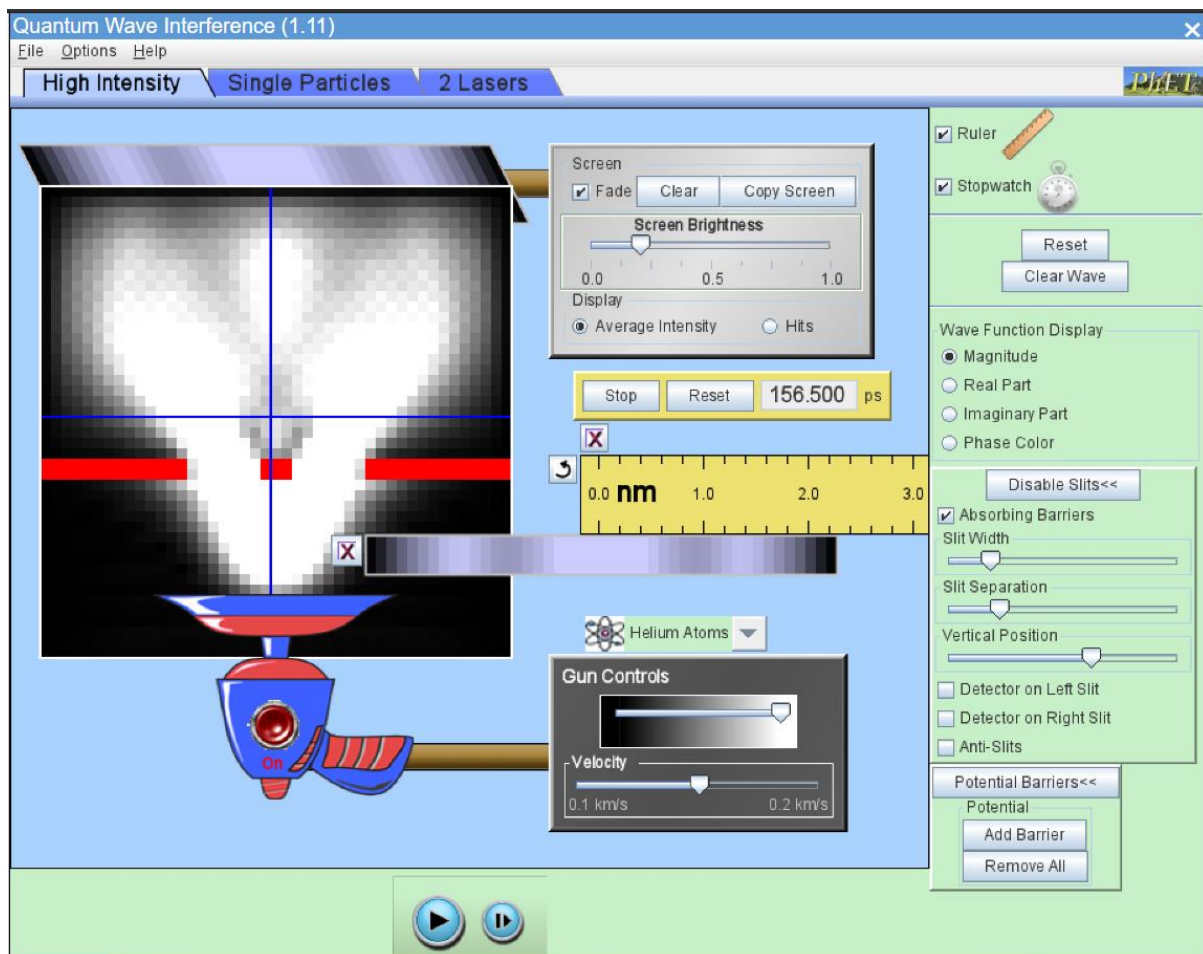 Quantum Wave Interference (1.11)
File Options Help
High Intensity Single Particles 2 Lasers
PhET
Screen
Fade Clear Copy Screen
Screen Brightness
0.0 0.5 1.0
Display
Average Intensity Hits
Stop Reset 156.500 ps
X
0.0 nm 1.0 2.0 3.0
X
Helium Atoms
Gun Controls
Velocity
0.1 km/s 0.2 km/s
On
Ruler
Stopwatch
Reset
Clear Wave
Wave Function Display
Magnitude
Real Part
Imaginary Part
Phase Color
Disable Slits<<
Absorbing Barriers
Slit Width
Slit Separation
Vertical Position
Detector on Left Slit
Detector on Right Slit
Anti-Slits
Potential Barriers<<
Potential
Add Barrier
Remove All